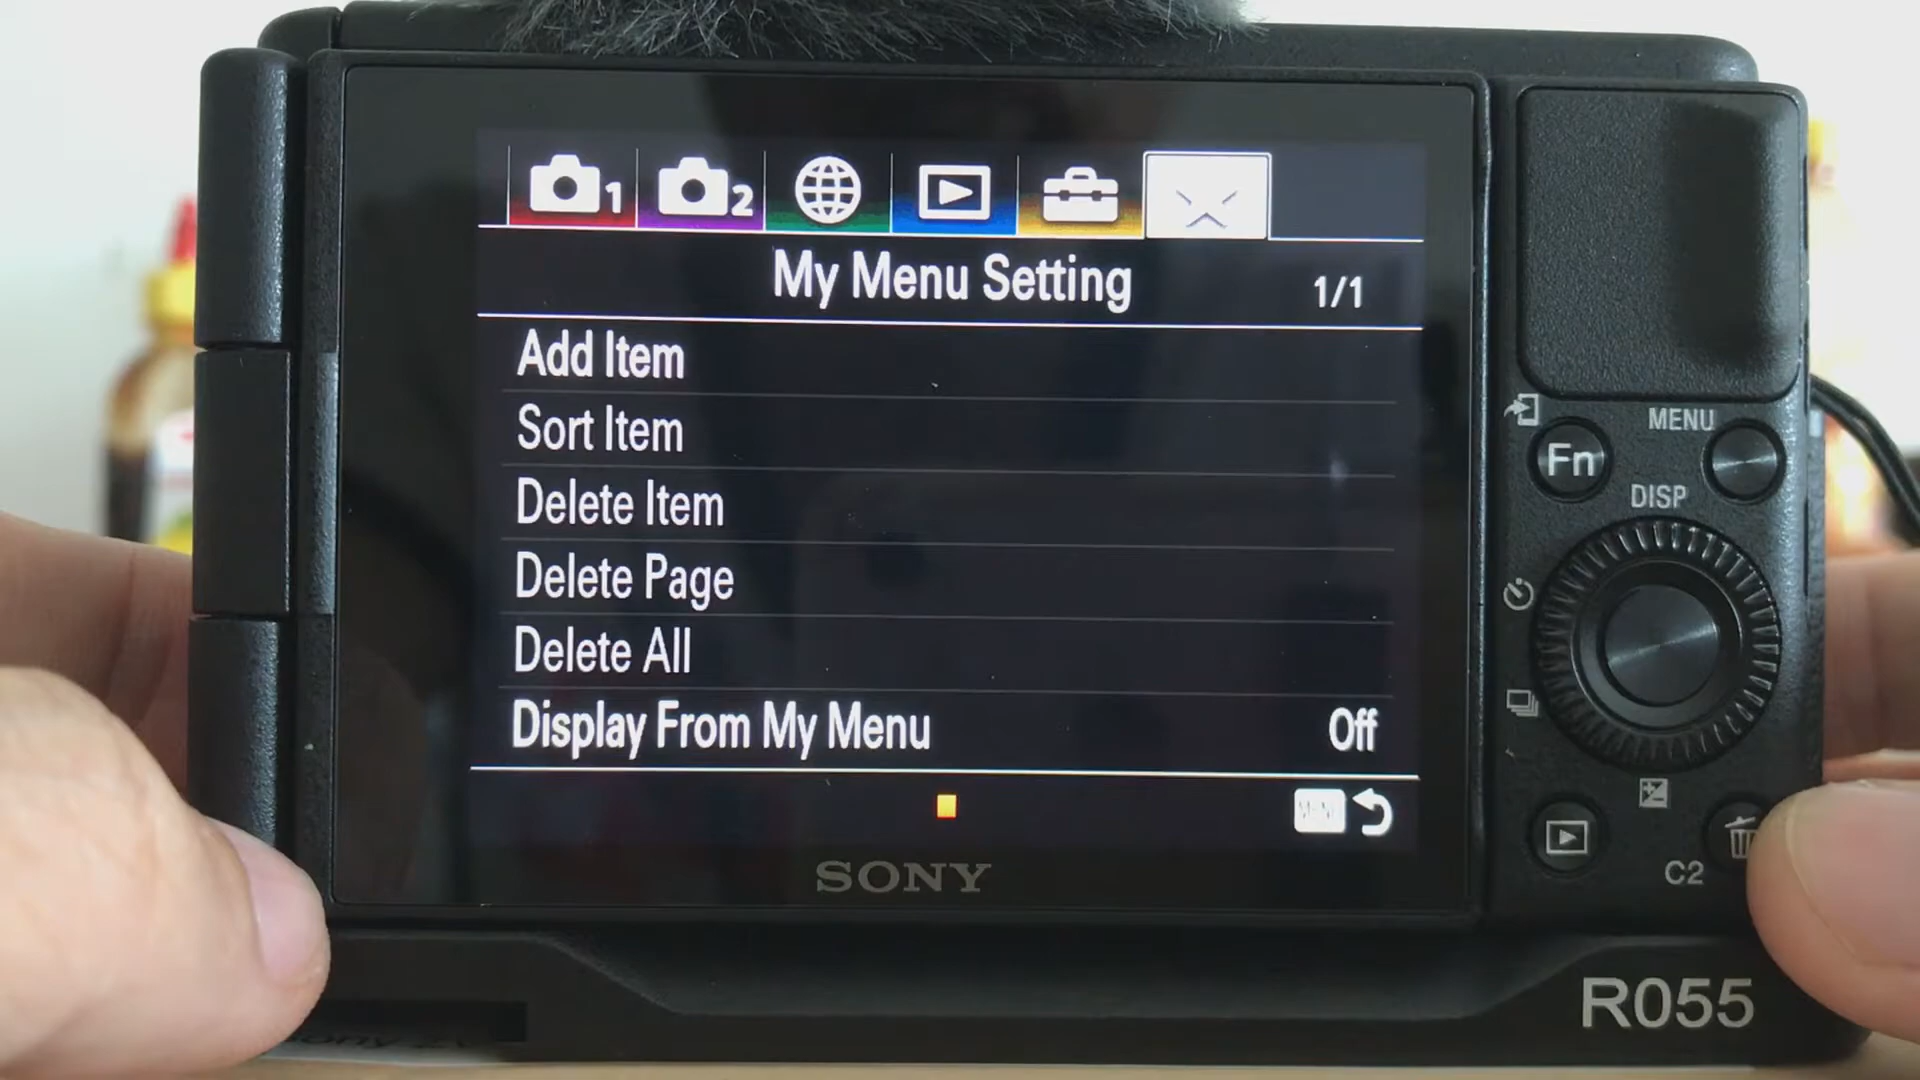 1 2
My Menu Setting 1/1
Add Item
Sort Item
Delete Item
Delete Page
Delete All
Display From My Menu Off
MENU
Fn
DISP
C2
SONY
R055